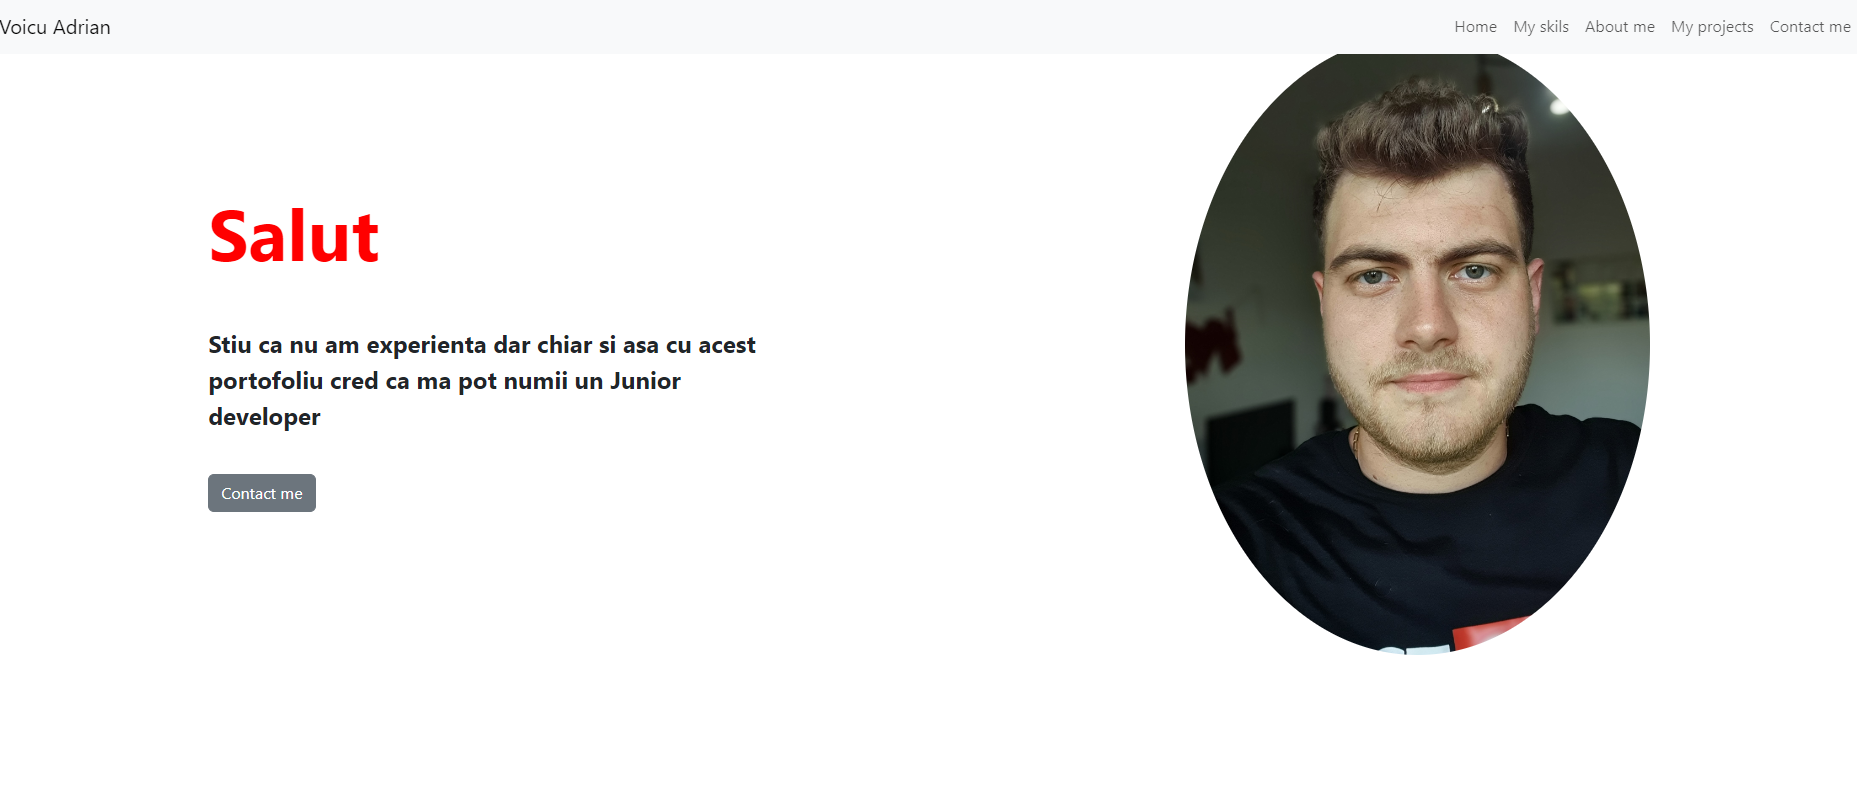 Voicu Adrian
Home My skils About me My projects Contact me
Salut
Stiu ca nu am experienta dar chiar si asa cu acest
portofoliu cred ca ma pot numii un Junior
developer
Contact me